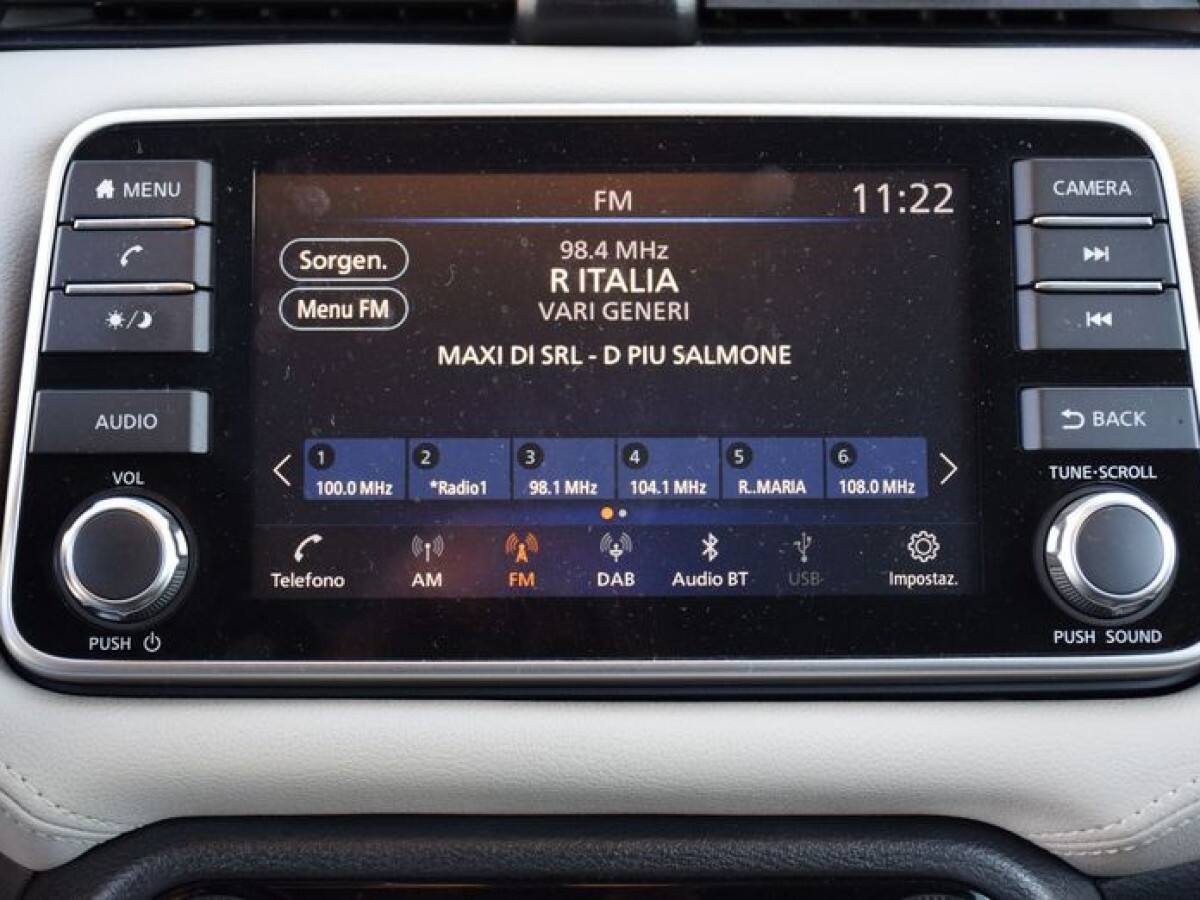 MENU
AUDIO
VOL
PUSH
FM
11:22
Sorgen.
Menu FM
98.4 MHz
R ITALIA
VARI GENERI
MAXI DI SRL - D PIU SALMONE
1 2 3 4 5 6
100.0 MHz *Radio1 98.1 MHz 104.1 MHz R..MARIA 108.0 MHz
Telefono AM FM DAB Audio BT USB Impostaz.
CAMERA
BACK
TUNE·SCROLL
PUSH SOUND